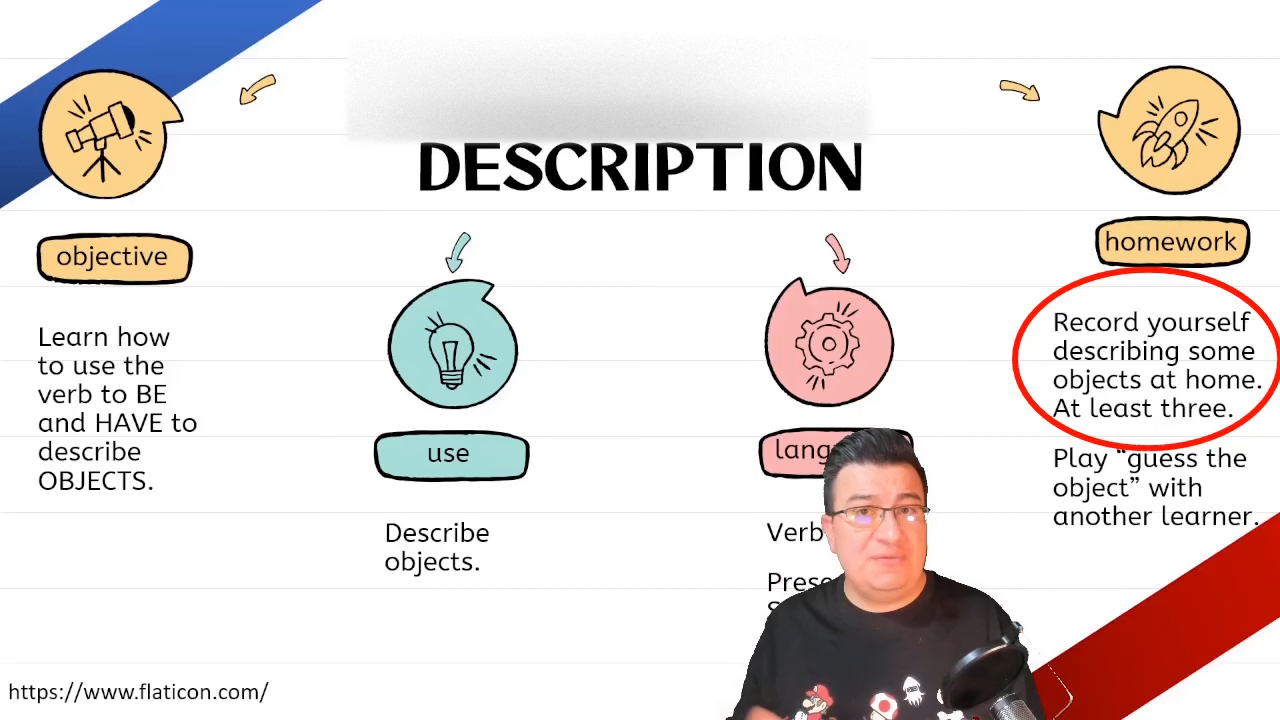 DESCRIPTION
objective
Learn how
to use the
verb to BE
and HAVE to
describe
OBJECTS.
use
Describe
objects.
Verb
homework
Record yourself
describing some
objects at home.
At least three.
Play “guess the
object” with
another learner.
https://www.flaticon.com/